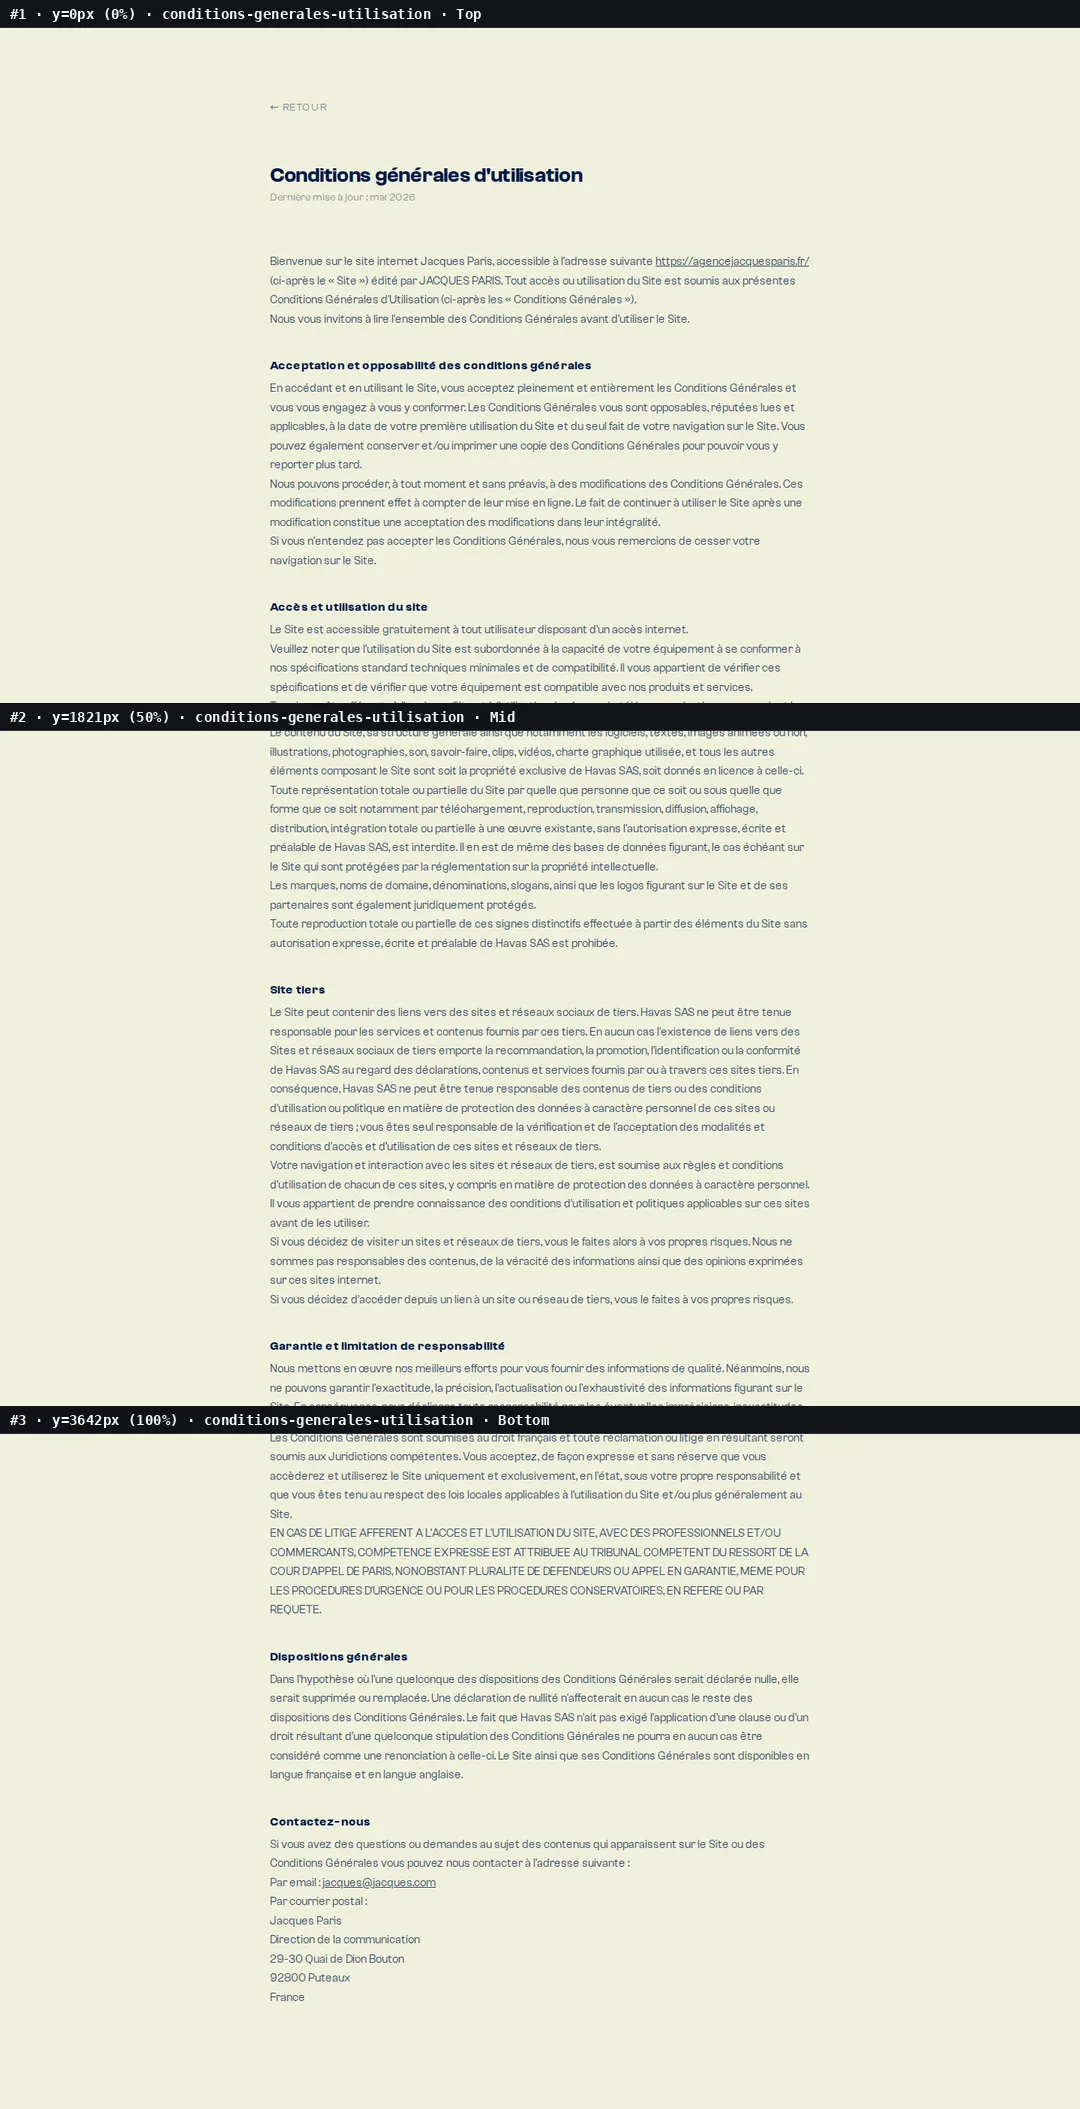 #1 · y=0px (0%) · conditions-generales-utilisation · Top
← RETOUR
Conditions générales d'utilisation
Dernière mise à jour : mai 2026
Bienvenue sur le site internet Jacques Paris, accessible à l'adresse suivante https://agencejacquesparis.fr/
(ci-après le « Site ») édité par JACQUES PARIS. Tout accès ou utilisation du Site est soumis aux présentes
Conditions Générales d'Utilisation (ci-après les « Conditions Générales »).
Nous vous invitons à lire l'ensemble des Conditions Générales avant d'utiliser le Site.
Acceptation et opposabilité des conditions générales
En accédant et en utilisant le Site, vous acceptez pleinement et entièrement les Conditions Générales et
vous vous engagez à vous y conformer. Les Conditions Générales vous sont opposables, réputées lues et
applicables, à la date de votre première utilisation du Site et du seul fait de votre navigation sur le Site. Vous
pouvez également conserver et/ou imprimer une copie des Conditions Générales pour pouvoir vous y
reporter plus tard.
Nous pouvons procéder, à tout moment et sans préavis, à des modifications des Conditions Générales. Ces
modifications prennent effet à compter de leur mise en ligne. Le fait de continuer à utiliser le Site après une
modification constitue une acceptation des modifications dans leur intégralité.
Si vous n'entendez pas accepter les Conditions Générales, nous vous remercions de cesser votre
navigation sur le Site.
Accès et utilisation du site
Le Site est accessible gratuitement à tout utilisateur disposant d'un accès internet.
Veuillez noter que l'utilisation du Site est subordonnée à la capacité de votre équipement à se conformer à
nos spécifications standard techniques minimales et de compatibilité. Il vous appartient de vérifier ces
spécifications et de vérifier que votre équipement est compatible avec nos produits et services.
#2 · y=1821px (50%) · conditions-generales-utilisation · Mid
Le contenu du Site, sa structure générale ainsi que notamment les logiciels, textes, images animées ou non,
illustrations, photographies, son, savoir-faire, clips, vidéos, charte graphique utilisée, et tous les autres
éléments composant le Site sont soit la propriété exclusive de Havas SAS, soit donnés en licence à celle-ci.
Toute représentation totale ou partielle du Site par quelle que personne que ce soit ou sous quelle que
forme que ce soit notamment par téléchargement, reproduction, transmission, diffusion, affichage,
distribution, intégration totale ou partielle à une œuvre existante, sans l'autorisation expresse, écrite et
préalable de Havas SAS, est interdite. Il en est de même des bases de données figurant, le cas échéant sur
le Site qui sont protégées par la réglementation sur la propriété intellectuelle.
Les marques, noms de domaine, dénominations, slogans, ainsi que les logos figurant sur le Site et de ses
partenaires sont également juridiquement protégés.
Toute reproduction totale ou partielle de ces signes distinctifs effectuée à partir des éléments du Site sans
autorisation expresse, écrite et préalable de Havas SAS est prohibée.
Site tiers
Le Site peut contenir des liens vers des sites et réseaux sociaux de tiers. Havas SAS ne peut être tenue
responsable pour les services et contenus fournis par ces tiers. En aucun cas l'existence de liens vers des
Sites et réseaux sociaux de tiers emporte la recommandation, la promotion, l'identification ou la conformité
de Havas SAS au regard des déclarations, contenus et services fournis par ou à travers ces sites tiers. En
conséquence, Havas SAS ne peut être tenue responsable des contenus de tiers ou des conditions
d'utilisation ou politique en matière de protection des données à caractère personnel de ces sites ou
réseaux de tiers ; vous êtes seul responsable de la vérification et de l'acceptation des modalités et
conditions d'accès et d'utilisation de ces sites et réseaux de tiers.
Votre navigation et interaction avec les sites et réseaux de tiers, est soumise aux règles et conditions
d'utilisation de chacun de ces sites, y compris en matière de protection des données à caractère personnel.
Il vous appartient de prendre connaissance des conditions d'utilisation et politiques applicables sur ces sites
avant de les utiliser.
Si vous décidez de visiter un sites et réseaux de tiers, vous le faites alors à vos propres risques. Nous ne
sommes pas responsables des contenus, de la véracité des informations ainsi que des opinions exprimées
sur ces sites internet.
Si vous décidez d'accéder depuis un lien à un site ou réseau de tiers, vous le faites à vos propres risques.
Garantie et limitation de responsabilité
Nous mettons en œuvre nos meilleurs efforts pour vous fournir des informations de qualité. Néanmoins, nous
ne pouvons garantir l'exactitude, la précision, l'actualisation ou l'exhaustivité des informations figurant sur le
#3 · y=3642px (100%) · conditions-generales-utilisation · Bottom
Les Conditions Générales sont soumises au droit français et toute réclamation ou litige en résultant seront
soumis aux Juridictions compétentes. Vous acceptez, de façon expresse et sans réserve que vous
accèderez et utiliserez le Site uniquement et exclusivement, en l'état, sous votre propre responsabilité et
que vous êtes tenu au respect des lois locales applicables à l'utilisation du Site et/ou plus généralement au
Site.
EN CAS DE LITIGE AFFERENT A L'ACCES ET L'UTILISATION DU SITE, AVEC DES PROFESSIONNELS ET/OU
COMMERCANTS, COMPETENCE EXPRESSE EST ATTRIBUEE AU TRIBUNAL COMPETENT DU RESSORT DE LA
COUR D'APPEL DE PARIS, NONOBSTANT PLURALITE DE DEFENDEURS OU APPEL EN GARANTIE, MEME POUR
LES PROCEDURES D'URGENCE OU POUR LES PROCEDURES CONSERVATOIRES, EN REFERE OU PAR
REQUETE.
Dispositions générales
Dans l'hypothèse où l'une quelconque des dispositions des Conditions Générales serait déclarée nulle, elle
serait supprimée ou remplacée. Une déclaration de nullité n'affecterait en aucun cas le reste des
dispositions des Conditions Générales. Le fait que Havas SAS n'ait pas exigé l'application d'une clause ou d'un
droit résultant d'une quelconque stipulation des Conditions Générales ne pourra en aucun cas être
considéré comme une renonciation à celle-ci. Le Site ainsi que ses Conditions Générales sont disponibles en
langue française et en langue anglaise.
Contactez-nous
Si vous avez des questions ou demandes au sujet des contenus qui apparaissent sur le Site ou des
Conditions Générales vous pouvez nous contacter à l'adresse suivante :
Par email : jacques@jacques.com
Par courrier postal :
Jacques Paris
Direction de la communication
29-30 Quai de Dion Bouton
92800 Puteaux
France